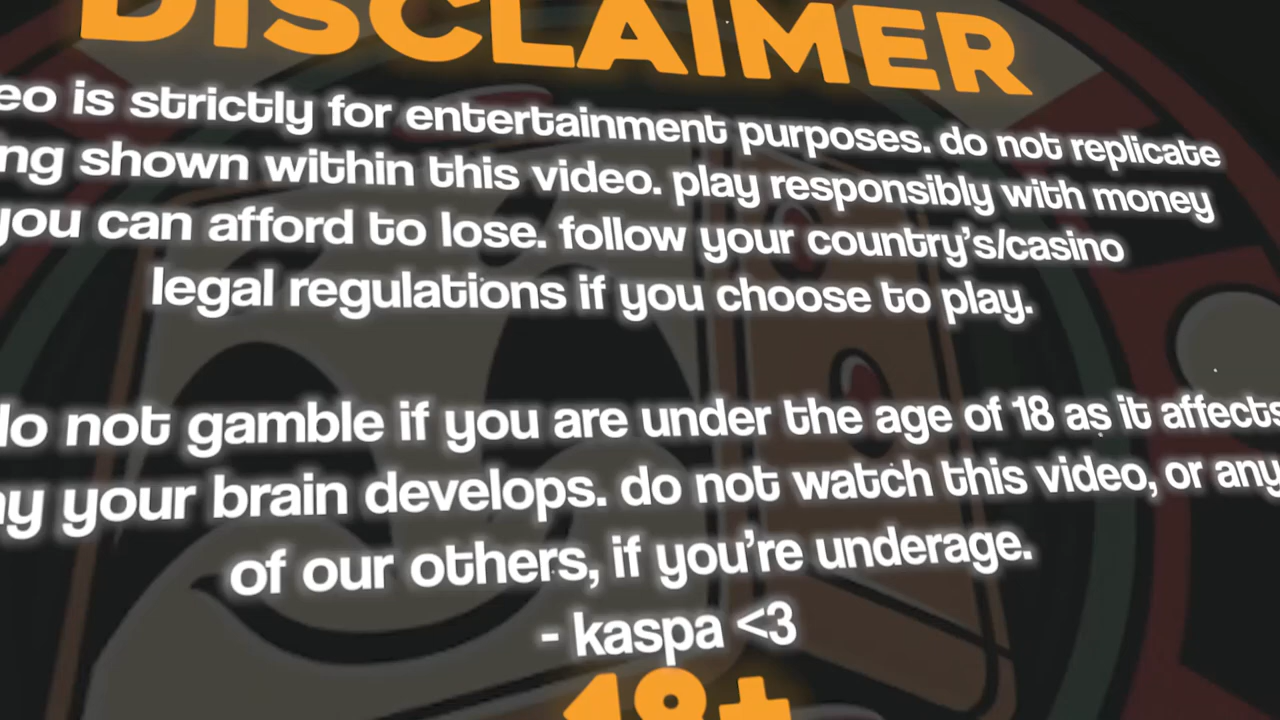 DISCLAIMER
is strictly for entertainment purposes. do not replicate
shown within this video. play responsibly with money
you can afford to lose. follow your country's/casino
legal regulations if you choose to play.
do not gamble if you are under the age of 18 as it affects
your brain develops. do not watch this video, or any
of our others, if you're underage.
- kaspa <3
18+